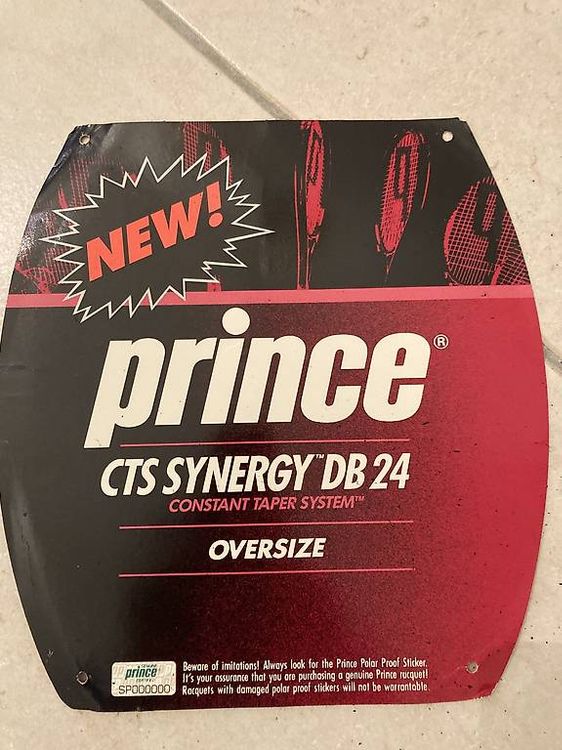 NEW!
prince®
CTS SYNERGY™ DB 24
CONSTANT TAPER SYSTEM™
OVERSIZE
prince
SP000000
Beware of imitations! Always look for the Prince Polar Proof Sticker.
It's your assurance that you are purchasing a genuine Prince racquet!
Racquets with damaged polar proof stickers will not be warrantable.